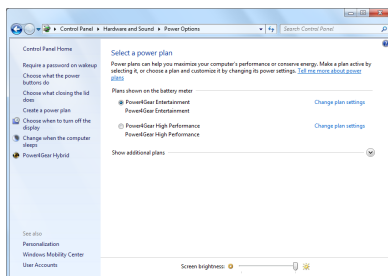 Control Panel ▸ Hardware and Sound ▸ Power Options
Search Control Panel
Control Panel Home
Require a password on wakeup
Choose what the power
buttons do
Choose what closing the lid
does
Create a power plan
Choose when to turn off the
display
Change when the computer
sleeps
Power4Gear Hybrid
See also
Personalization
Windows Mobility Center
User Accounts
Select a power plan
Power plans can help you maximize your computer's performance or conserve energy. Make a plan active by
selecting it, or choose a plan and customize it by changing its power settings. Tell me more about power
plans
Plans shown on the battery meter
Power4Gear Entertainment Change plan settings
Power4Gear Entertainment
Power4Gear High Performance Change plan settings
Power4Gear High Performance
Show additional plans
Screen brightness: